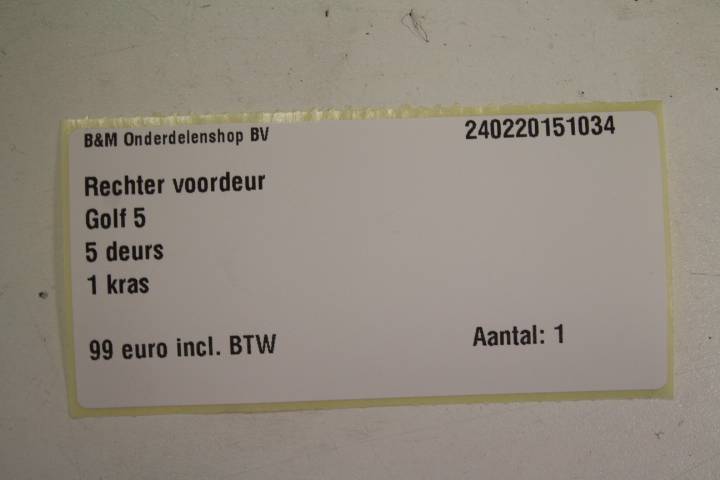 B&M Onderdelenshop BV 240220151034
Rechter voordeur
Golf 5
5 deurs
1 kras
99 euro incl. BTW Aantal: 1